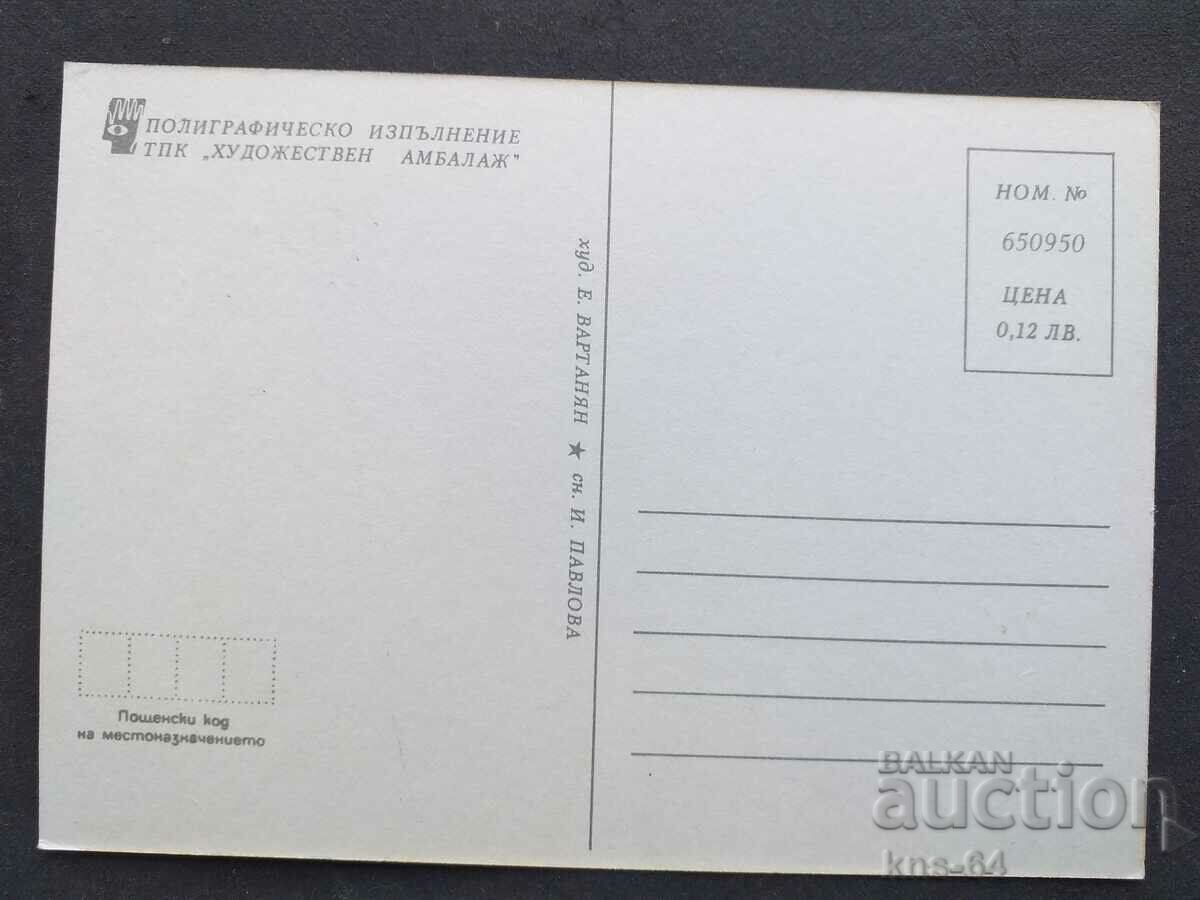 ПОЛИГРАФИЧЕСКО ИЗПЪЛНЕНИЕ
ТПК „ХУДОЖЕСТВЕН АМБАЛАЖ"
худ. Е. ВАРТАНЯН ★ сн. И. ПАВЛОВА
НОМ. №
650950
ЦЕНА
0,12 ЛВ.
Пощенски код
на местоназначението
BALKAN
auction
kns-64